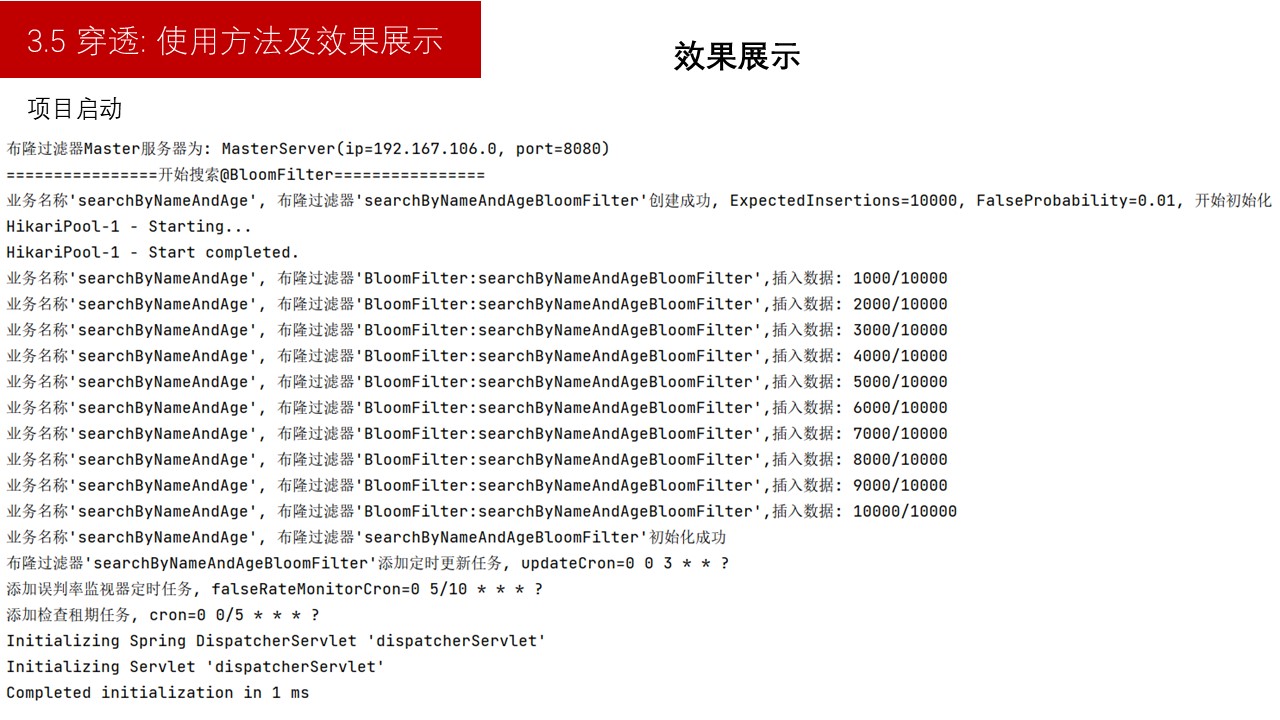 3.5 穿透: 使用方法及效果展示
效果展示
项目启动
布隆过滤器Master服务器为: MasterServer(ip=192.168.106.0, port=8080)
================开始搜索@BloomFilter================
业务名称'searchByNameAndAge', 布隆过滤器'searchByNameAndAgeBloomFilter'创建成功, ExpectedInsertions=10000, FalseProbability=0.01, 开始初始化
HikariPool-1 - Starting...
HikariPool-1 - Start completed.
业务名称'searchByNameAndAge', 布隆过滤器'BloomFilter:searchByNameAndAgeBloomFilter',插入数据: 1000/10000
业务名称'searchByNameAndAge', 布隆过滤器'BloomFilter:searchByNameAndAgeBloomFilter',插入数据: 2000/10000
业务名称'searchByNameAndAge', 布隆过滤器'BloomFilter:searchByNameAndAgeBloomFilter',插入数据: 3000/10000
业务名称'searchByNameAndAge', 布隆过滤器'BloomFilter:searchByNameAndAgeBloomFilter',插入数据: 4000/10000
业务名称'searchByNameAndAge', 布隆过滤器'BloomFilter:searchByNameAndAgeBloomFilter',插入数据: 5000/10000
业务名称'searchByNameAndAge', 布隆过滤器'BloomFilter:searchByNameAndAgeBloomFilter',插入数据: 6000/10000
业务名称'searchByNameAndAge', 布隆过滤器'BloomFilter:searchByNameAndAgeBloomFilter',插入数据: 7000/10000
业务名称'searchByNameAndAge', 布隆过滤器'BloomFilter:searchByNameAndAgeBloomFilter',插入数据: 8000/10000
业务名称'searchByNameAndAge', 布隆过滤器'BloomFilter:searchByNameAndAgeBloomFilter',插入数据: 9000/10000
业务名称'searchByNameAndAge', 布隆过滤器'BloomFilter:searchByNameAndAgeBloomFilter',插入数据: 10000/10000
业务名称'searchByNameAndAge', 布隆过滤器'searchByNameAndAgeBloomFilter'初始化成功
布隆过滤器'searchByNameAndAgeBloomFilter'添加定时更新任务, updateCron=0 0 3 * * ?
添加误判率监视器定时任务, falseRateMonitorCron=0 5/10 * * * ?
添加检查租期任务, cron=0 0/5 * * * ?
Initializing Spring DispatcherServlet 'dispatcherServlet'
Initializing Servlet 'dispatcherServlet'
Completed initialization in 1 ms